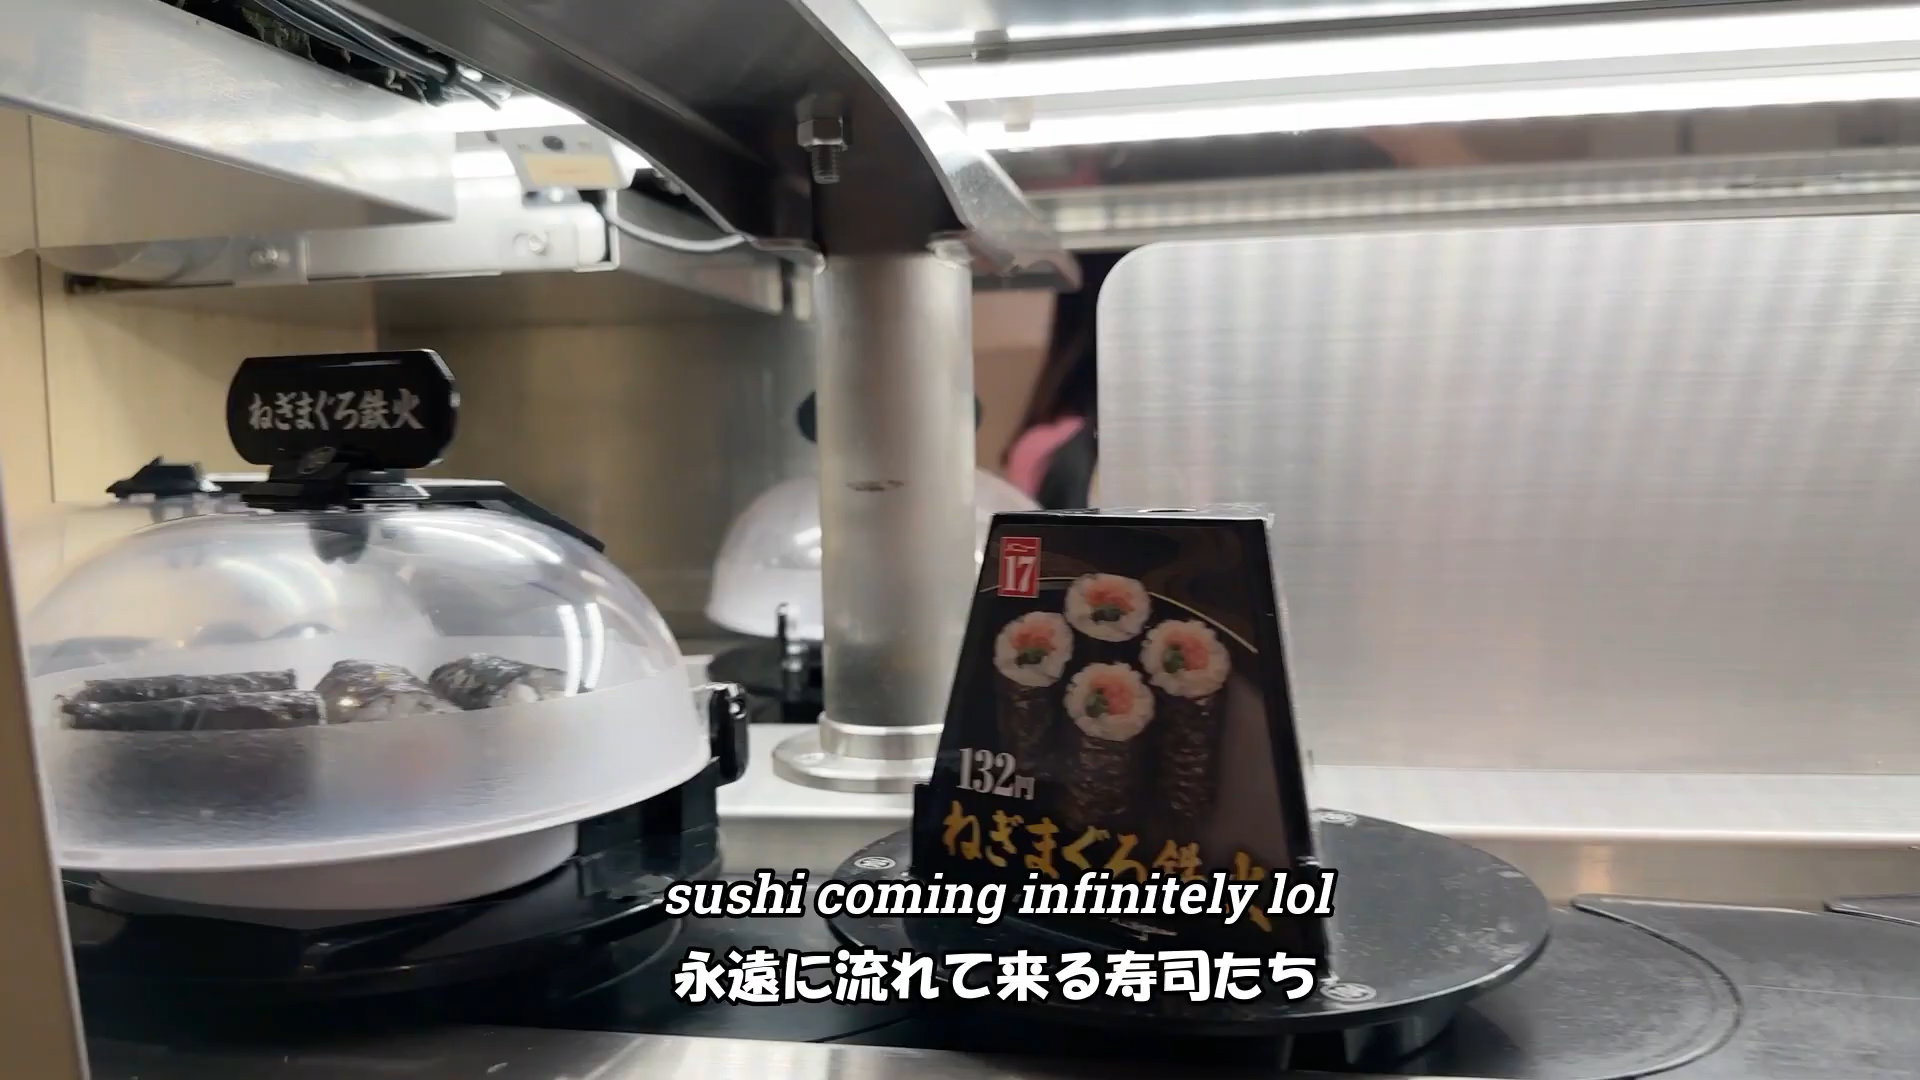 ねぎまぐろ鉄火
17
132円
ねぎまぐろ鉄火
sushi coming infinitely lol
永遠に流れて来る寿司たち